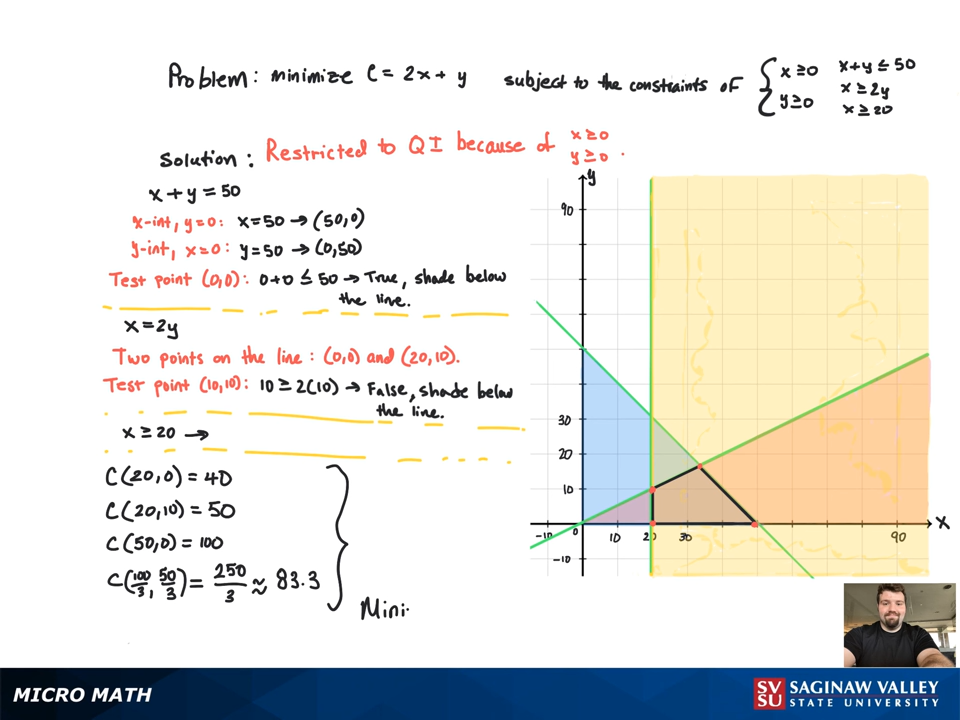 Problem: minimize C = 2x + y subject to the constraints of { x ≥ 0 x+y ≤ 50
y ≥ 0 x ≥ 2y
x ≥ 20
Solution: Restricted to QI because of x ≥ 0
y ≥ 0 .
x + y = 50
x-int, y=0: x=50 → (50,0)
y-int, x=0: y=50 → (0,50)
Test point (0,0): 0+0 ≤ 50 → True, shade below
the line.
x = 2y
Two points on the line: (0,0) and (20,10).
Test point (10,10): 10 ≥ 2(10) → False, shade below
the line.
x ≥ 20 →
C(20,0) = 40
C(20,10) = 50
C(50,0) = 100
C(100/3, 50/3) = 250/3 ≈ 83.3
Mini
y
90
30
20
10
-10 0 10 20 30 90 x
-10
MICRO MATH
SV SU SAGINAW VALLEY
STATE UNIVERSITY